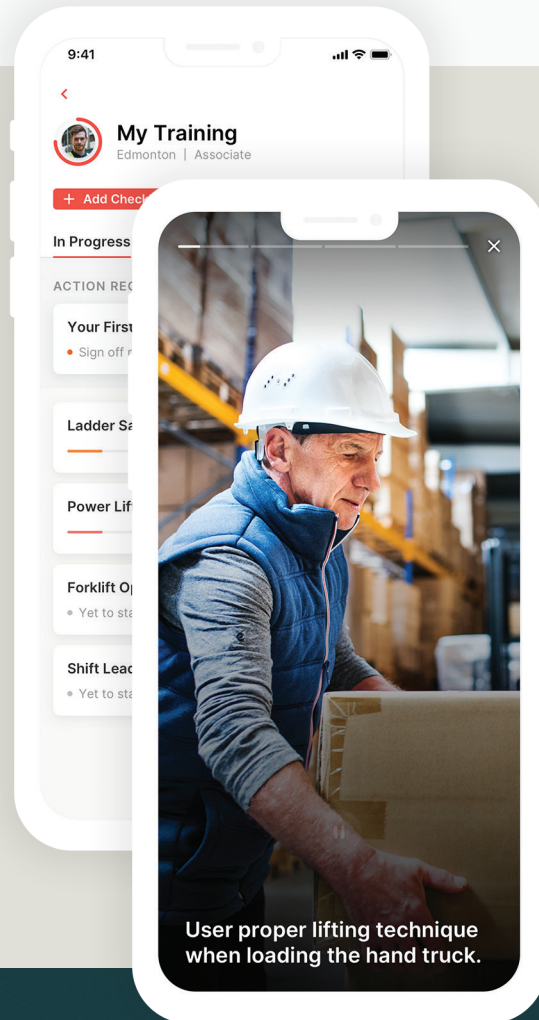 9:41
My Training
Edmonton | Associate
+ Add Check
In Progress
ACTION REC
Your First
Sign off r
Ladder Sa
Power Lif
Forklift Op
Yet to sta
Shift Lead
Yet to sta
User proper lifting technique
when loading the hand truck.